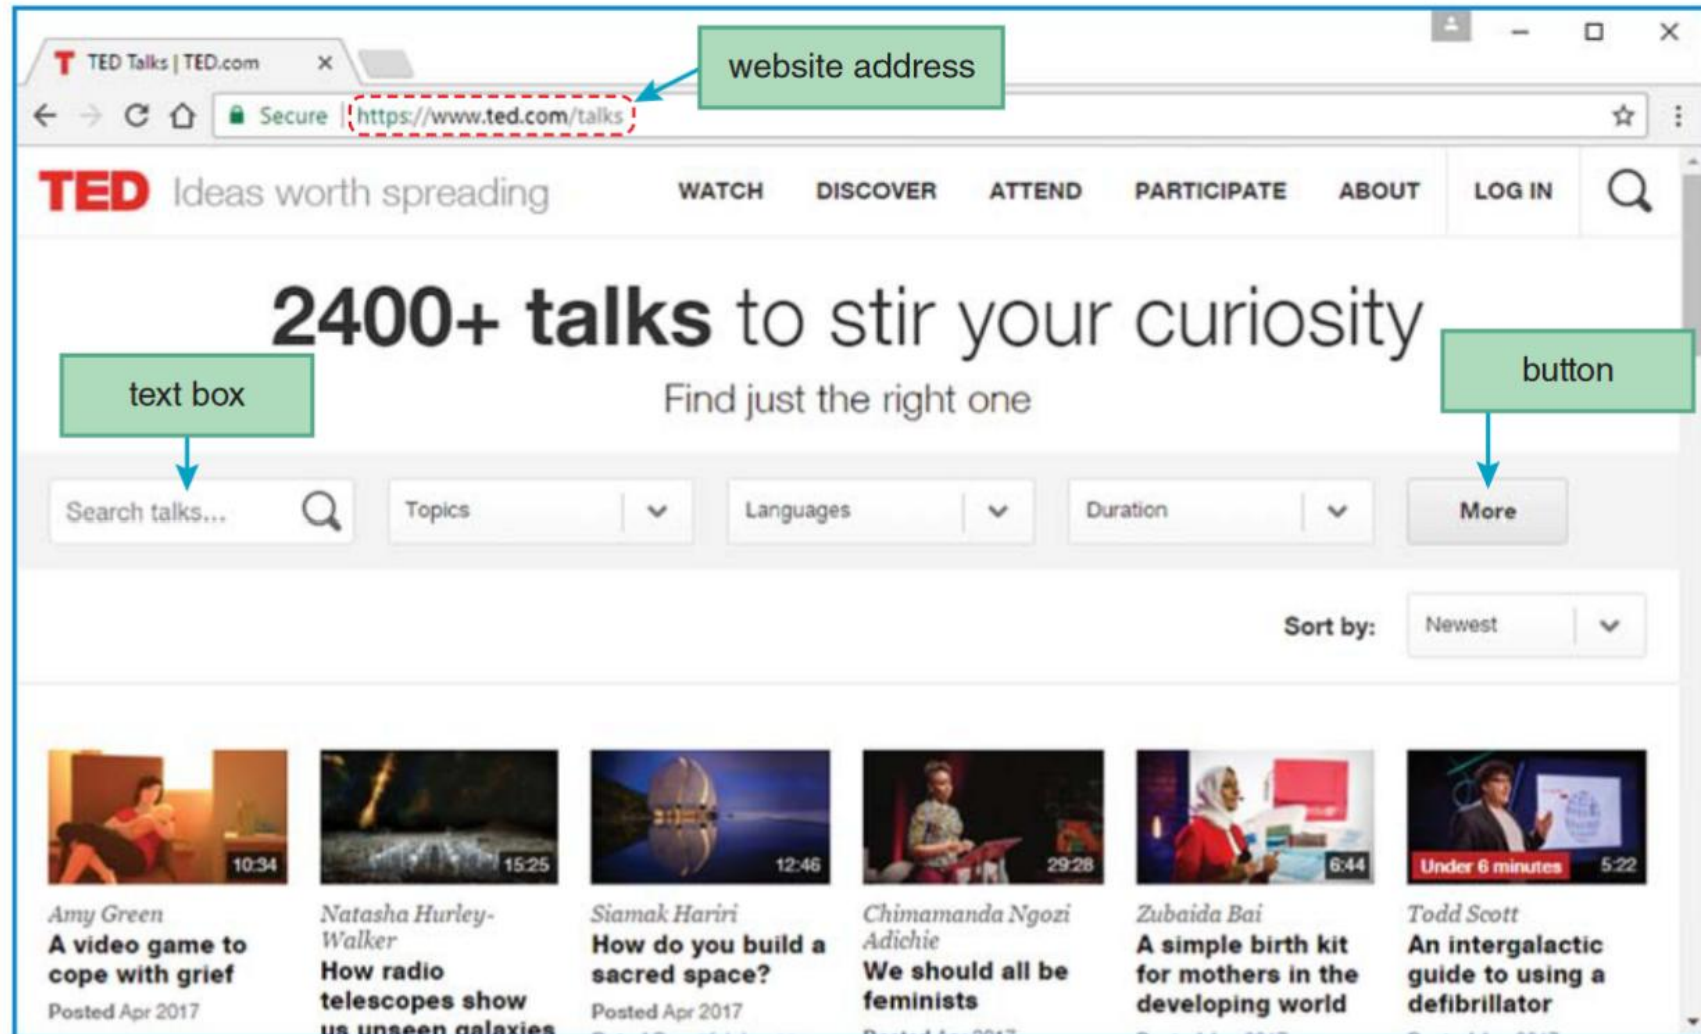 TED Talks | TED.com
website address
Secure
https://www.ted.com/talks
TED Ideas worth spreading
WATCH DISCOVER ATTEND PARTICIPATE ABOUT LOG IN
2400+ talks to stir your curiosity
Find just the right one
text box
button
Search talks...
Topics
Languages
Duration
More
Sort by:
Newest
10:34
15:25
12:46
29:28
6:44
Under 6 minutes 5:22
Amy Green
A video game to
cope with grief
Posted Apr 2017
Natasha Hurley-
Walker
How radio
telescopes show
us unseen galaxies
Siamak Hariri
How do you build a
sacred space?
Posted Apr 2017
Chimamanda Ngozi
Adichie
We should all be
feminists
Zubaida Bai
A simple birth kit
for mothers in the
developing world
Todd Scott
An intergalactic
guide to using a
defibrillator